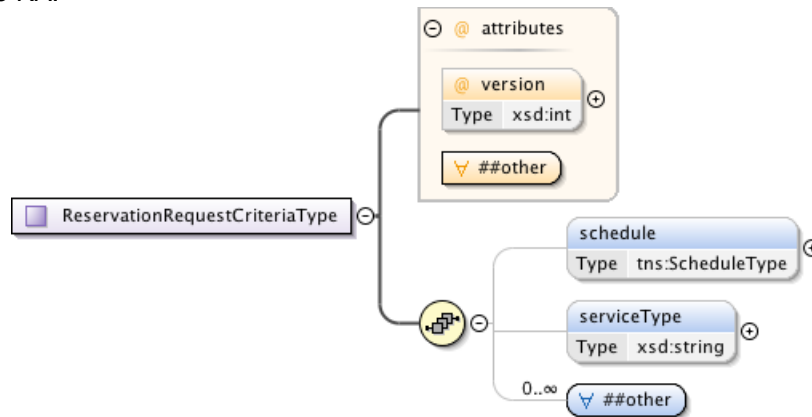 @ attributes
@ version
Type xsd:int
∀ ##other
ReservationRequestCriteriaType
schedule
Type tns:ScheduleType
serviceType
Type xsd:string
0..∞
∀ ##other